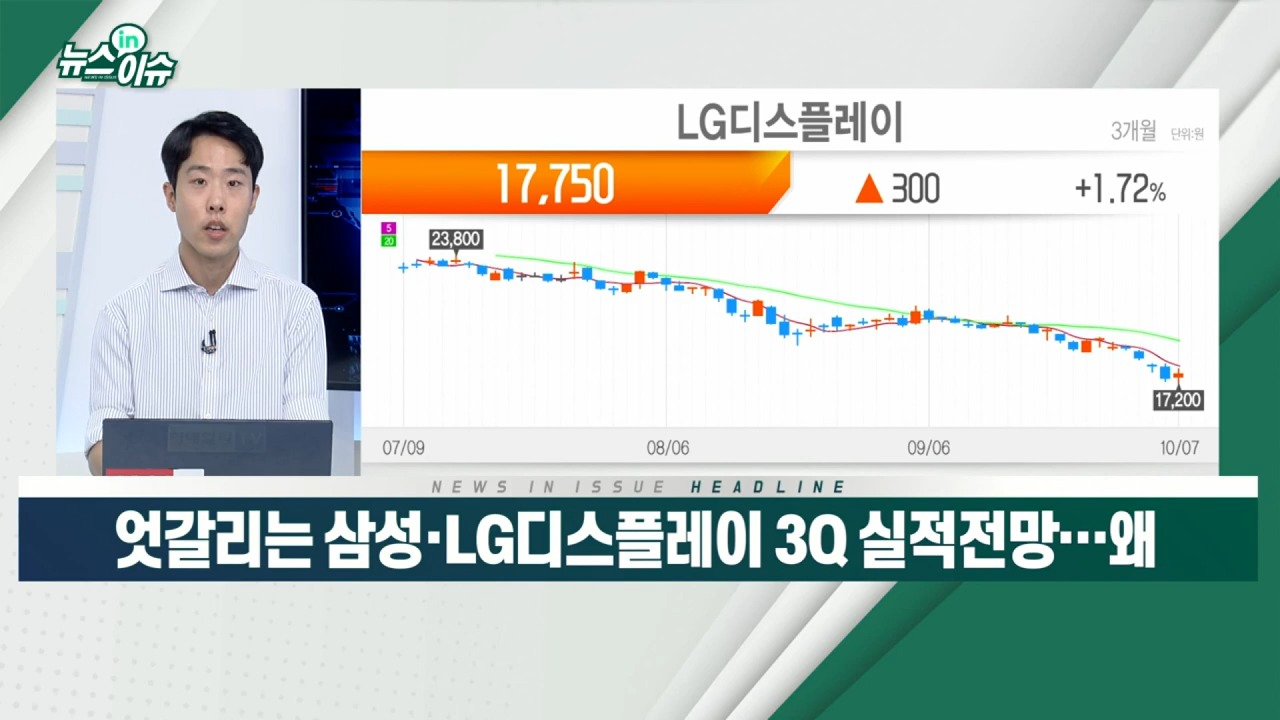 뉴스in이슈
LG디스플레이
3개월 단위:원
17,750 ▲300 +1.72%
5
20
23,800
17,200
07/09 08/06 09/06 10/07
NEWS IN ISSUE HEADLINE
엇갈리는 삼성·LG디스플레이 3Q 실적전망…왜